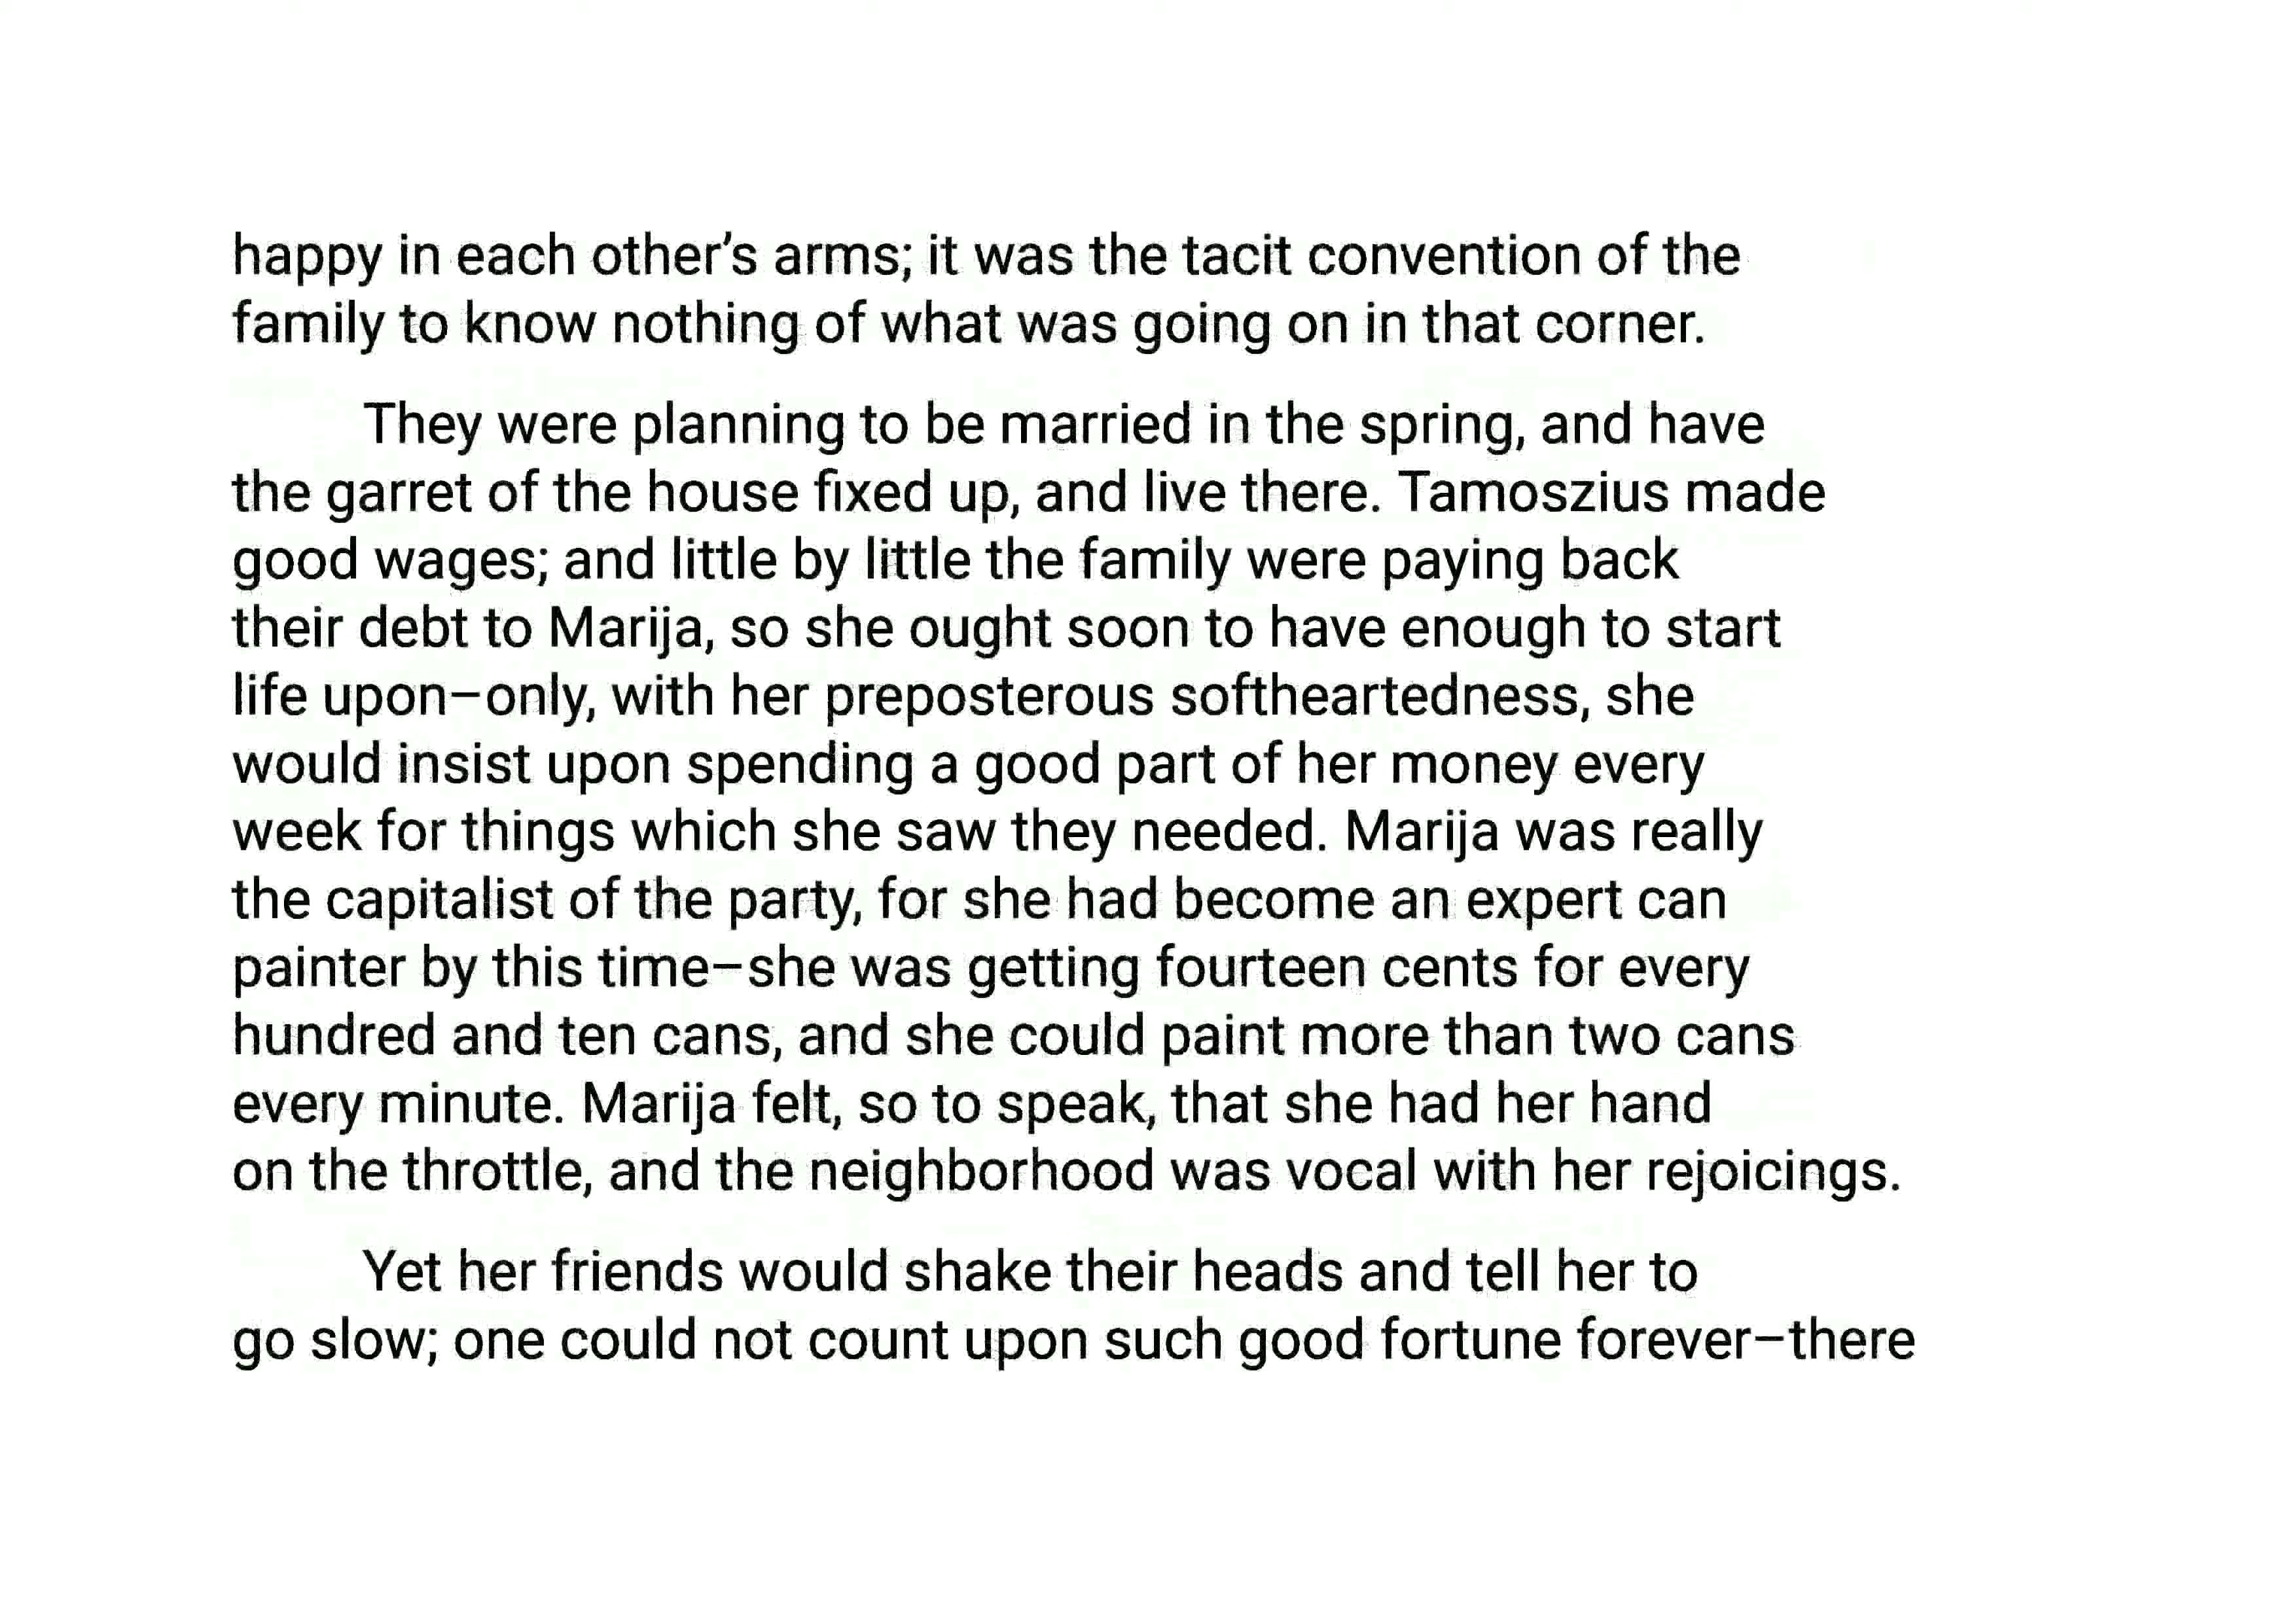 happy in each other’s arms; it was the tacit convention of the
family to know nothing of what was going on in that corner.
They were planning to be married in the spring, and have
the garret of the house fixed up, and live there. Tamoszius made
good wages; and little by little the family were paying back
their debt to Marija, so she ought soon to have enough to start
life upon–only, with her preposterous softheartedness, she
would insist upon spending a good part of her money every
week for things which she saw they needed. Marija was really
the capitalist of the party, for she had become an expert can
painter by this time–she was getting fourteen cents for every
hundred and ten cans, and she could paint more than two cans
every minute. Marija felt, so to speak, that she had her hand
on the throttle, and the neighborhood was vocal with her rejoicings.
Yet her friends would shake their heads and tell her to
go slow; one could not count upon such good fortune forever–there